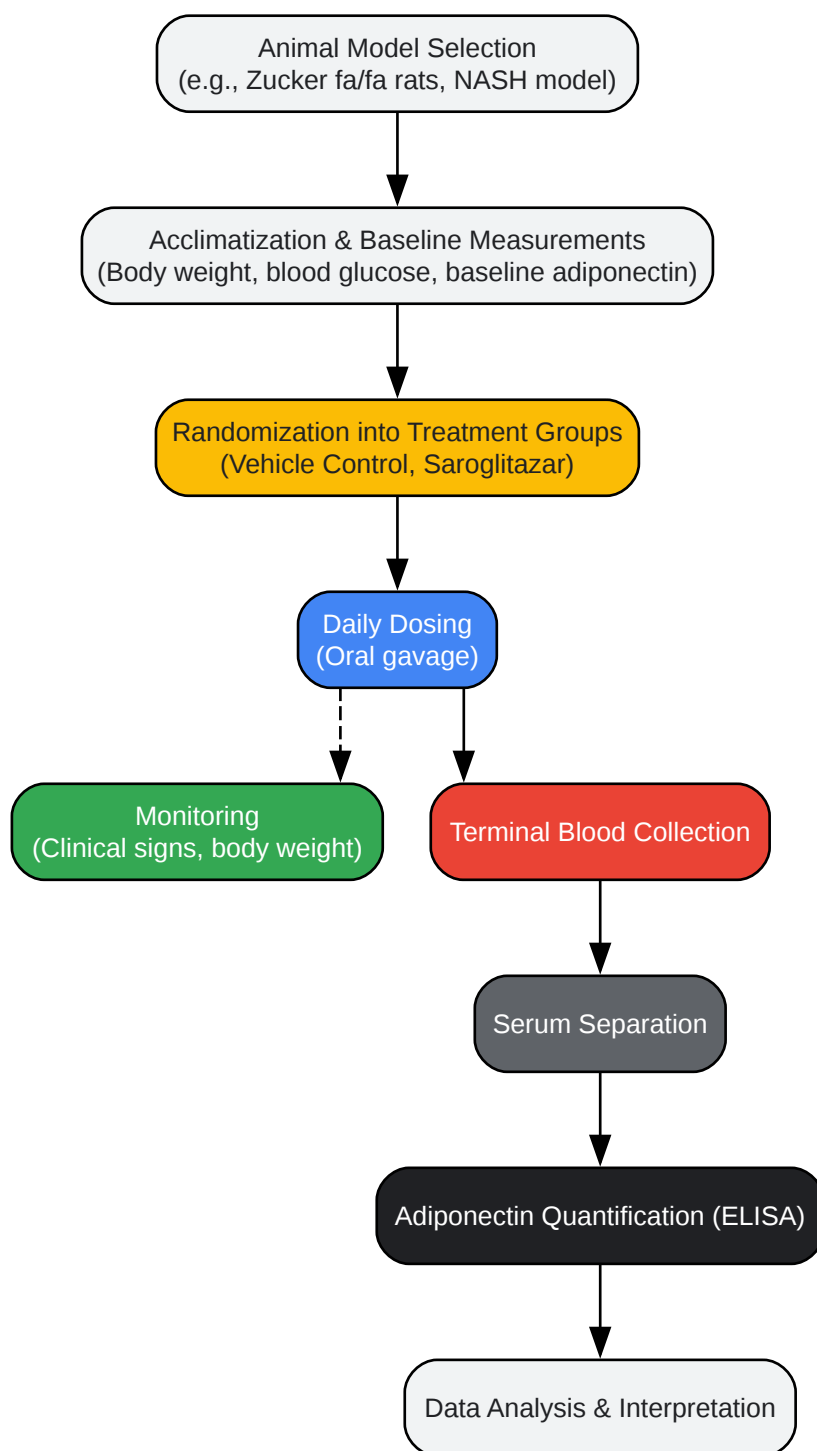 Animal Model Selection
(e.g., Zucker fa/fa rats, NASH model)
Acclimatization & Baseline Measurements
(Body weight, blood glucose, baseline adiponectin)
Randomization into Treatment Groups
(Vehicle Control, Saroglitazar)
Daily Dosing
(Oral gavage)
Monitoring
(Clinical signs, body weight)
Terminal Blood Collection
Serum Separation
Adiponectin Quantification (ELISA)
Data Analysis & Interpretation